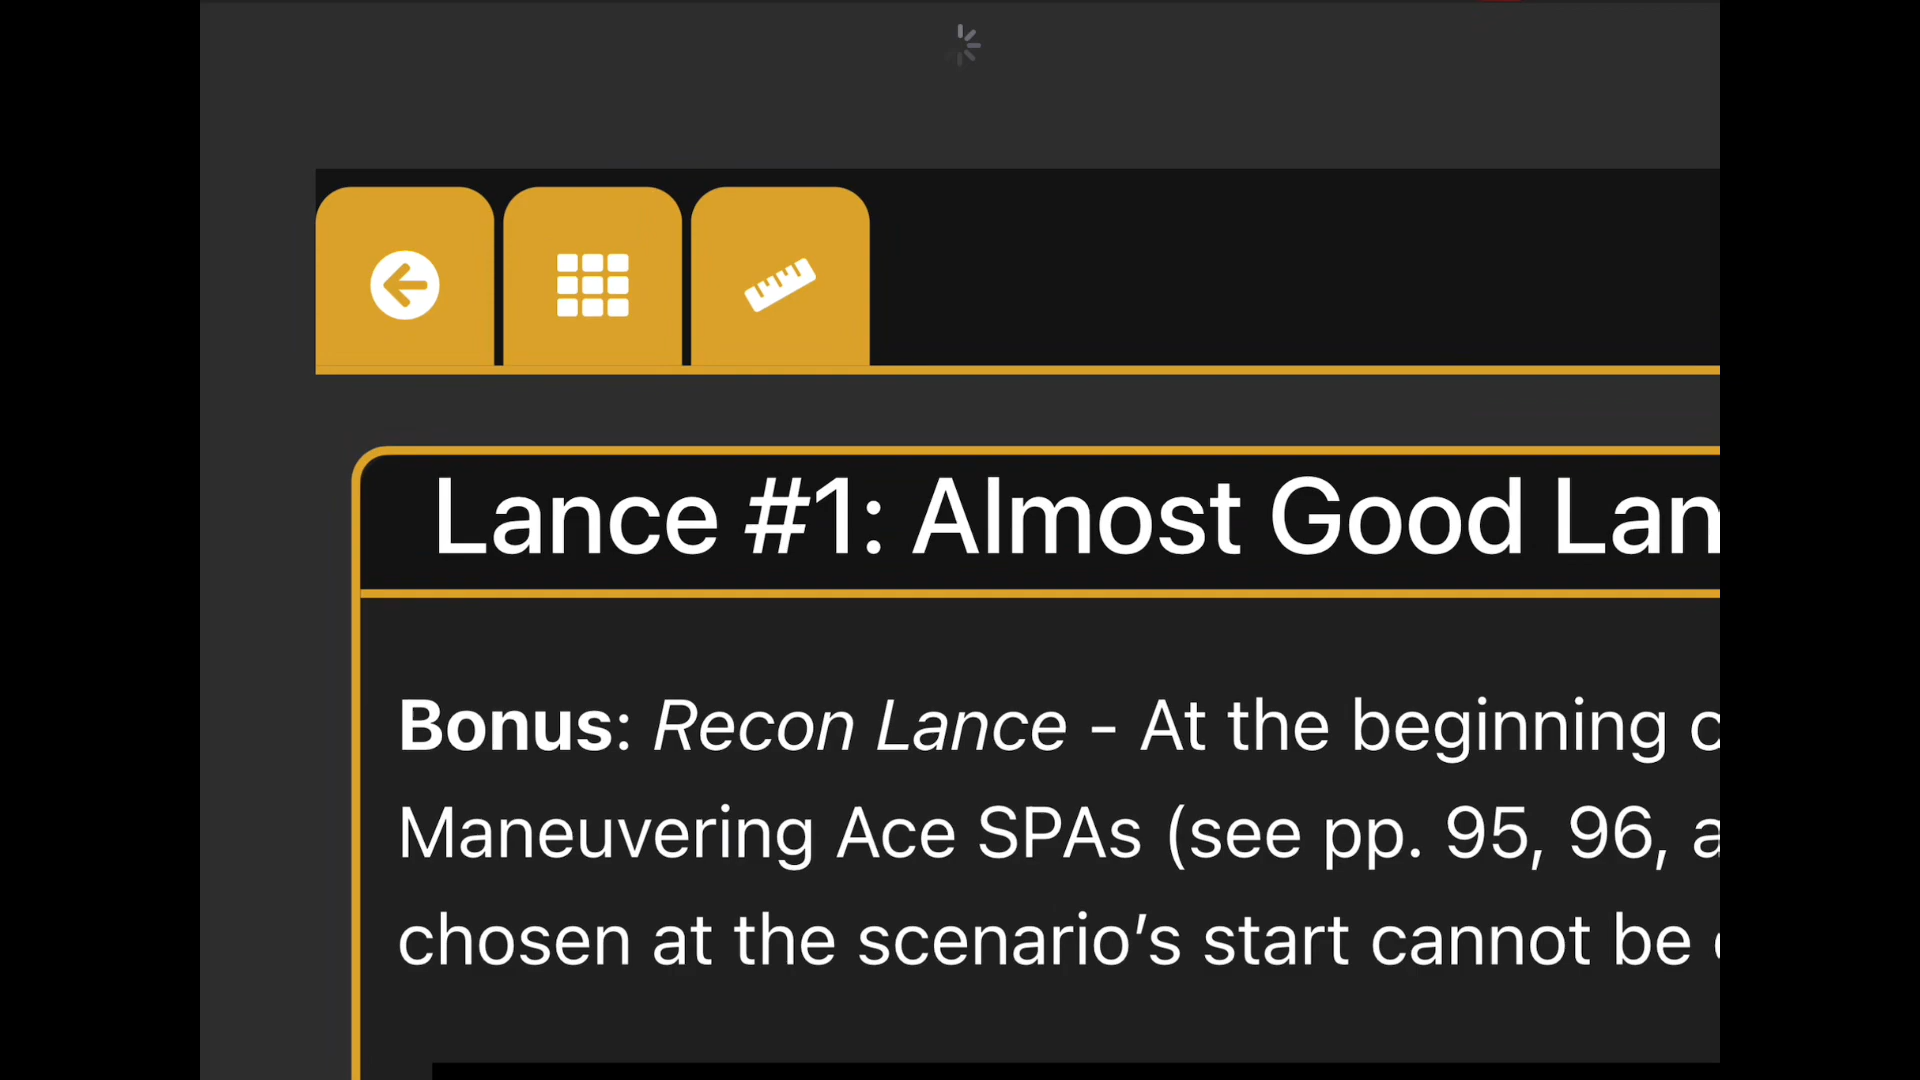 Lance #1: Almost Good Lan
Bonus: Recon Lance - At the beginning
Maneuvering Ace SPAs (see pp. 95, 96,
chosen at the scenario’s start cannot be